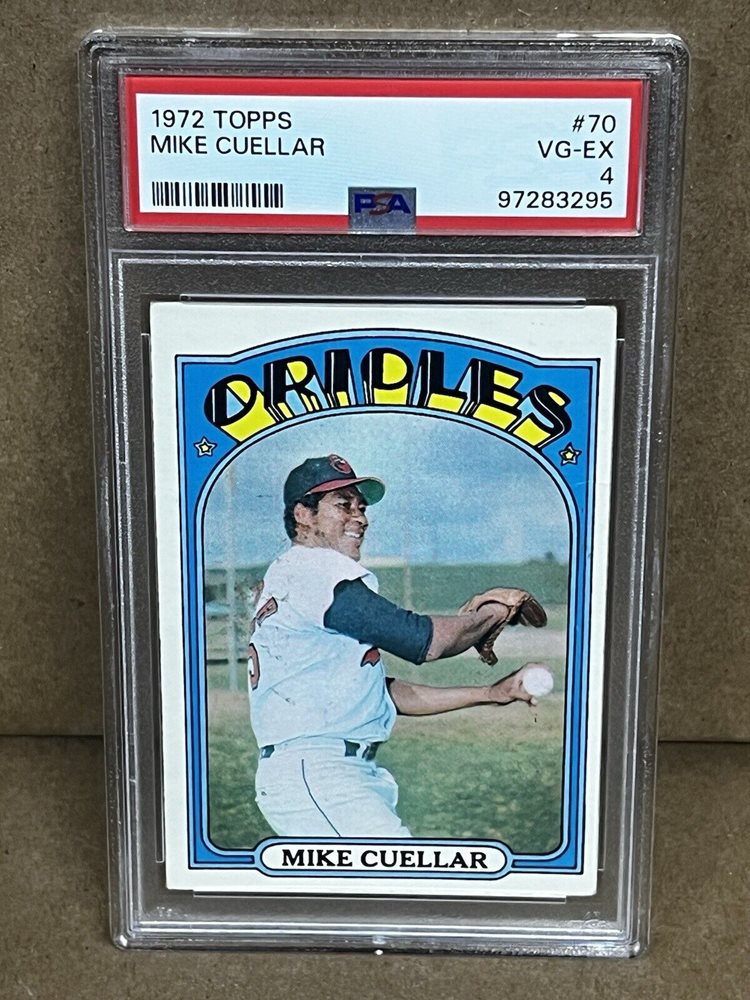 1972 TOPPS
#70
MIKE CUELLAR
VG-EX
4
PSA
97283295
ORIOLES
MIKE CUELLAR